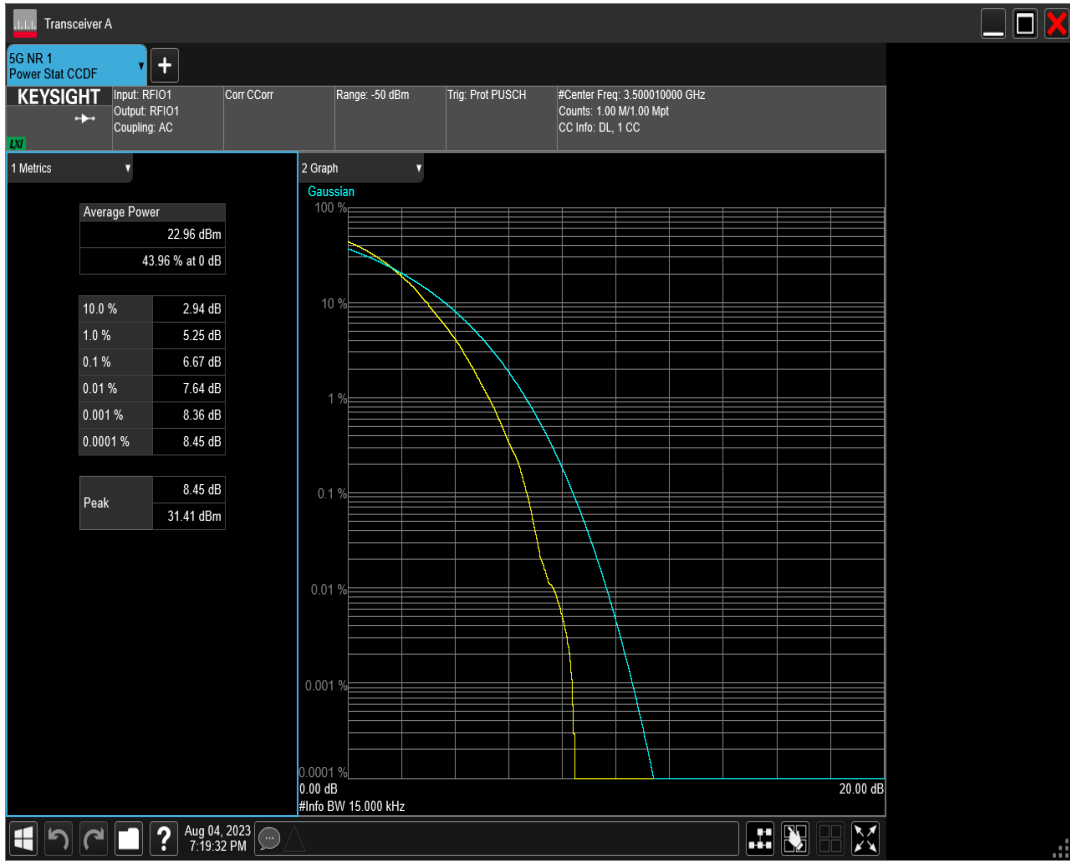 Transceiver A
5G NR 1
Power Stat CCDF
KEYSIGHT
LXI
Input: RFIO1
Output: RFIO1
Coupling: AC
Corr CCorr
Range: -50 dBm
Trig: Prot PUSCH
#Center Freq: 3.500010000 GHz
Counts: 1.00 M/1.00 Mpt
CC Info: DL, 1 CC
1 Metrics
Average Power
22.96 dBm
43.96 % at 0 dB
10.0 % 2.94 dB
1.0 % 5.25 dB
0.1 % 6.67 dB
0.01 % 7.64 dB
0.001 % 8.36 dB
0.0001 % 8.45 dB
Peak
8.45 dB
31.41 dBm
2 Graph
Gaussian
100 %
10 %
1 %
0.1 %
0.01 %
0.001 %
0.0001 %
0.00 dB
20.00 dB
#Info BW 15.000 kHz
?
Aug 04, 2023
7:19:32 PM